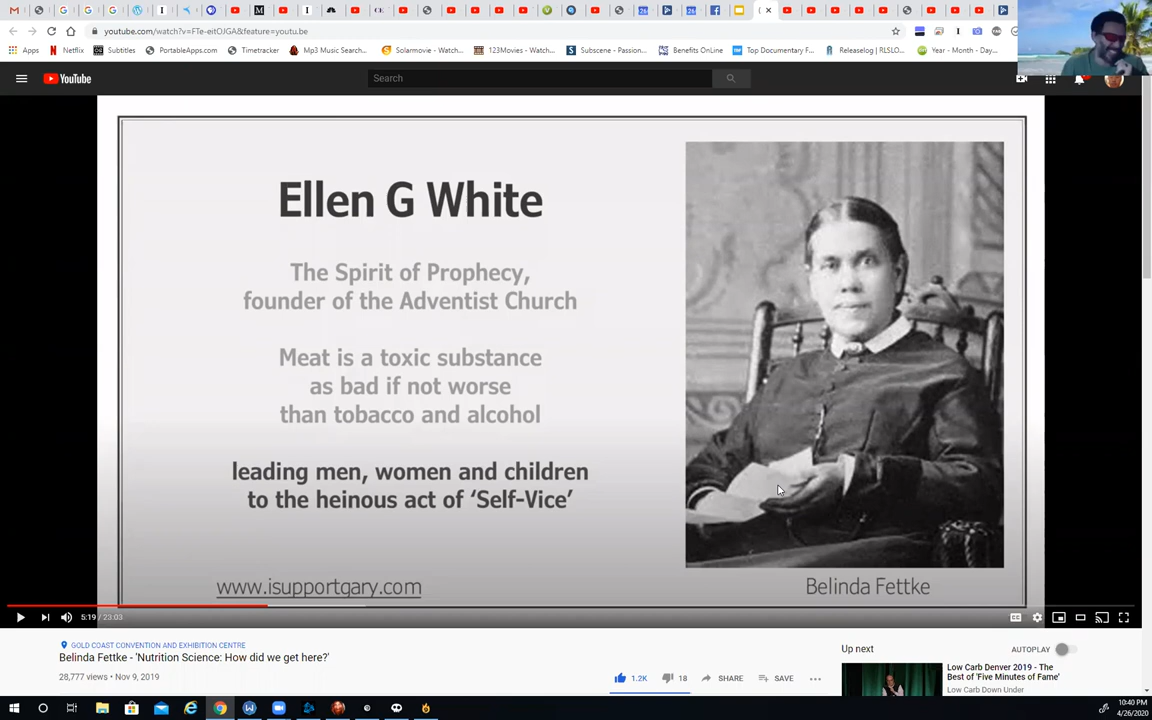 youtube.com/watch?v=FTe-eitOJGA&feature=youtu.be
Apps
Netflix
Subtitles
PortableApps.com
Timetracker
Mp3 Music Search...
Solarmovie - Watch...
123Movies - Watch...
Subscene - Passion...
Benefits OnLine
Top Documentary F...
Releaselog | RLSLO...
Year - Month - Day...
YouTube
Search
Ellen G White
The Spirit of Prophecy,
founder of the Adventist Church
Meat is a toxic substance
as bad if not worse
than tobacco and alcohol
leading men, women and children
to the heinous act of ‘Self-Vice’
www.isupportgary.com
Belinda Fettke
5:19 / 23:03
GOLD COAST CONVENTION AND EXHIBITION CENTRE
Belinda Fettke - 'Nutrition Science: How did we get here?'
28,777 views • Nov 9, 2019
1.2K
18
SHARE
SAVE
Up next
AUTOPLAY
Low Carb Denver 2019 - The
Best of 'Five Minutes of Fame'
Low Carb Down Under
10:40 PM
4/26/2020